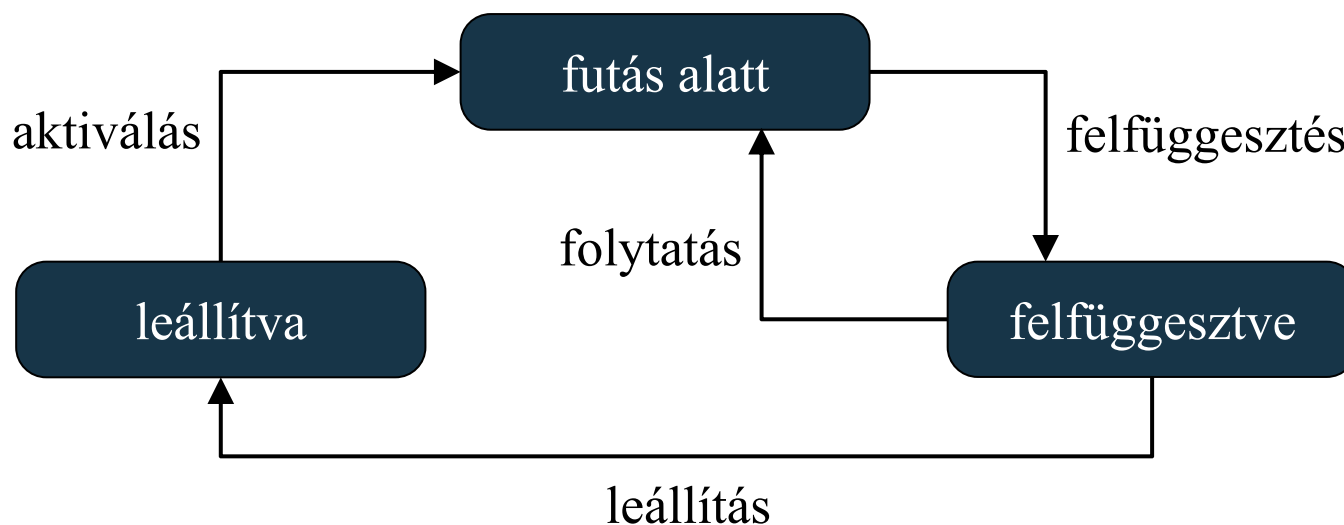 futás alatt
aktiválás
felfüggesztés
folytatás
leállítva
felfüggesztve
leállítás